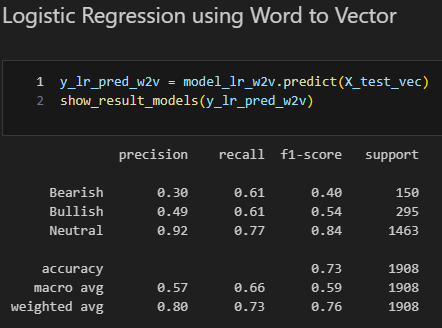 Logistic Regression using Word to Vector
1 y_lr_pred_w2v = model_lr_w2v.predict(X_test_vec)
2 show_result_models(y_lr_pred_w2v)
precision recall f1-score support
Bearish 0.30 0.61 0.40 150
Bullish 0.49 0.61 0.54 295
Neutral 0.92 0.77 0.84 1463
accuracy 0.73 1908
macro avg 0.57 0.66 0.59 1908
weighted avg 0.80 0.73 0.76 1908